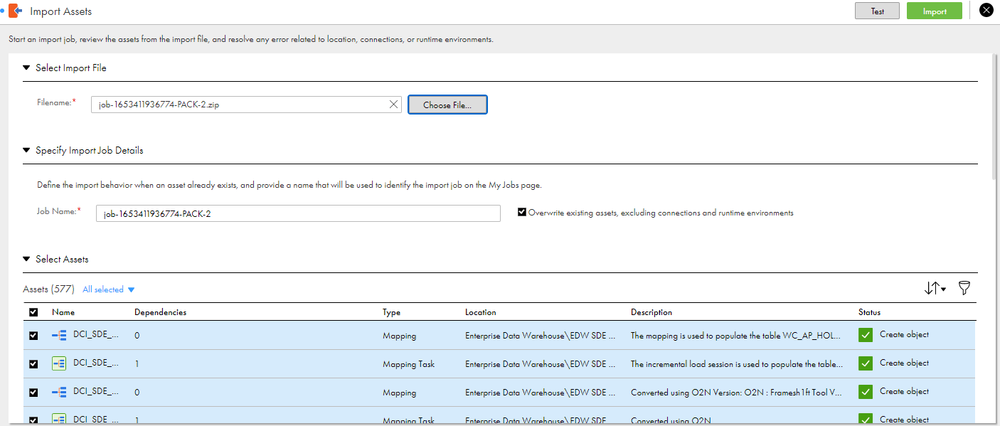 Import Assets
Test
Import
Start an import job, review the assets from the import file, and resolve any error related to location, connections, or runtime environments.
Select Import File
Filename:*
job-1653411936774-PACK-2.zip
Choose File...
Specify Import Job Details
Define the import behavior when an asset already exists, and provide a name that will be used to identify the import job on the My Jobs page.
Job Name:*
job-1653411936774-PACK-2
Overwrite existing assets, excluding connections and runtime environments
Select Assets
Assets (577) All selected
Name Dependencies Type Location Description Status
DCI_SDE_... 0 Mapping Enterprise Data Warehouse\EDW SDE ... The mapping is used to populate the table WC_AP_HOL... Create object
DCI_SDE_... 1 Mapping Task Enterprise Data Warehouse\EDW SDE ... The incremental load session is used to populate the table... Create object
DCI_SDE_... 0 Mapping Enterprise Data Warehouse\EDW SDE ... Converted using O2N Version: O2N : Framesh1ft Tool V... Create object
DCI_SDE_... 1 Mapping Task Enterprise Data Warehouse\EDW SDE Converted using O2N Create object